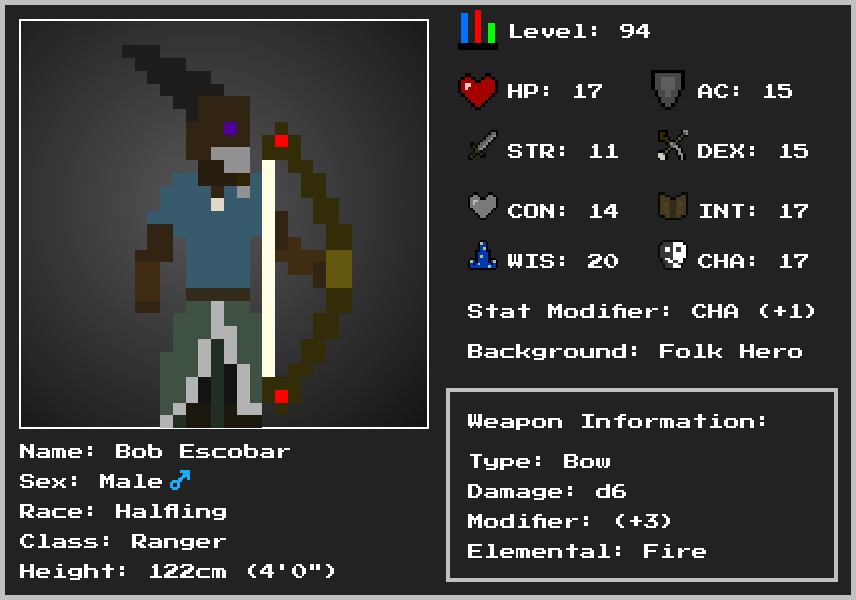 Level: 94
HP: 17
AC: 15
STR: 11
DEX: 15
CON: 14
INT: 17
WIS: 20
CHA: 17
Stat Modifier: CHA (+1)
Background: Folk Hero
Name: Bob Escobar
Sex: Male ♂
Race: Halfling
Class: Ranger
Height: 122cm (4'0")
Weapon Information:
Type: Bow
Damage: d6
Modifier: (+3)
Elemental: Fire